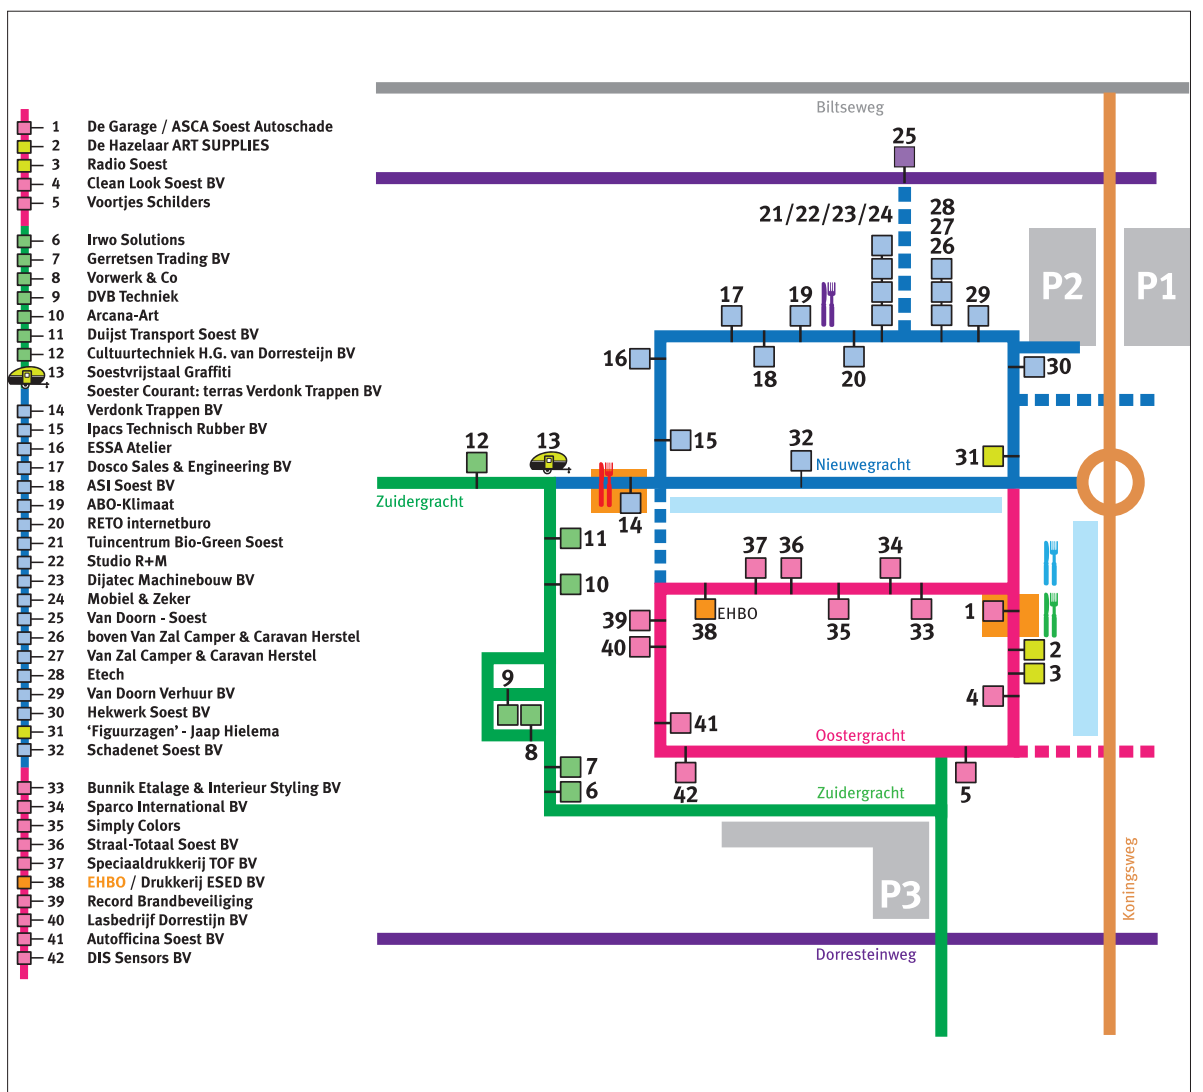 1 De Garage / ASCA Soest Autoschade
2 De Hazelaar ART SUPPLIES
3 Radio Soest
4 Clean Look Soest BV
5 Voortjes Schilders
6 Irwo Solutions
7 Gerretsen Trading BV
8 Vorwerk & Co
9 DVB Techniek
10 Arcana-Art
11 Duijst Transport Soest BV
12 Cultuurtechniek H.G. van Dorresteijn BV
13 Soestvrijstaal Graffiti
Soester Courant: terras Verdonk Trappen BV
14 Verdonk Trappen BV
15 Ipacs Technisch Rubber BV
16 ESSA Atelier
17 Dosco Sales & Engineering BV
18 ASI Soest BV
19 ABO-Klimaat
20 RETO internetburo
21 Tuincentrum Bio-Green Soest
22 Studio R+M
23 Dijatec Machinebouw BV
24 Mobiel & Zeker
25 Van Doorn - Soest
26 boven Van Zal Camper & Caravan Herstel
27 Van Zal Camper & Caravan Herstel
28 Etech
29 Van Doorn Verhuur BV
30 Hekwerk Soest BV
31 ‘Figuurzagen’ - Jaap Hielema
32 Schadenet Soest BV
33 Bunnik Etalage & Interieur Styling BV
34 Sparco International BV
35 Simply Colors
36 Straal-Totaal Soest BV
37 Speciaaldrukkerij TOF BV
38 EHBO / Drukkerij ESED BV
39 Record Brandbeveiliging
40 Lasbedrijf Dorrestijn BV
41 Autofficina Soest BV
42 DIS Sensors BV
Biltseweg
25
21/22/23/24
28
27
26
P2
P1
17
19
29
16
18
20
30
12
13
15
32
31
Nieuwegracht
Zuidergracht
14
11
37
36
34
10
39
38
EHBO
35
33
1
40
2
3
9
4
41
8
Oostergracht
7
6
42
Zuidergracht
5
P3
Koningsweg
Dorresteinweg